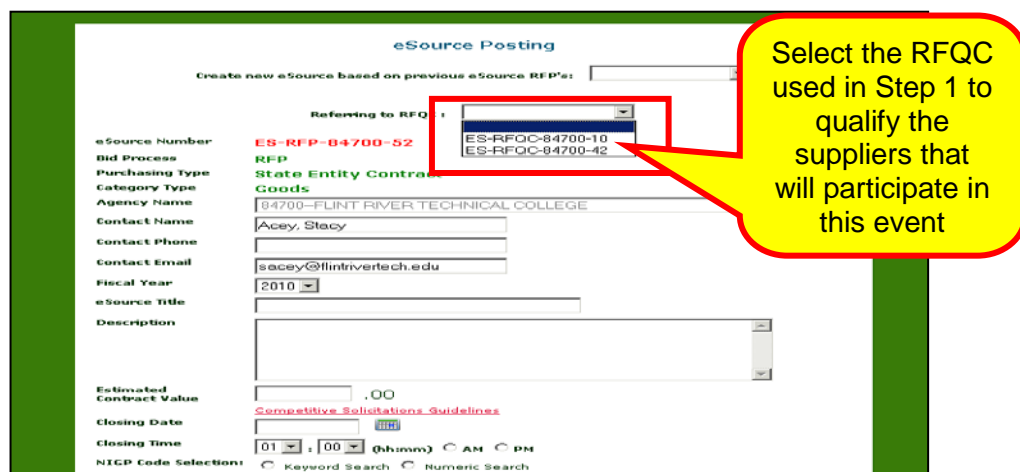 eSource Posting
Create new eSource based on previous eSource RFP's:
Referring to RFQC :
ES-RFQC-84700-10
ES-RFQC-84700-42
eSource Number ES-RFP-84700-52
Bid Process RFP
Purchasing Type State Entity Contract
Category Type Goods
Agency Name 84700--FLINT RIVER TECHNICAL COLLEGE
Contact Name Acey, Stacy
Contact Phone
Contact Email sacey@flintrivertech.edu
Fiscal Year 2010
eSource Title
Description
Estimated
Contract Value .00
Competitive Solicitations Guidelines
Closing Date
Closing Time 01 : 00 (hh:mm) AM PM
NIGP Code Selection: Keyword Search Numeric Search
Select the RFQC
used in Step 1 to
qualify the
suppliers that
will participate in
this event